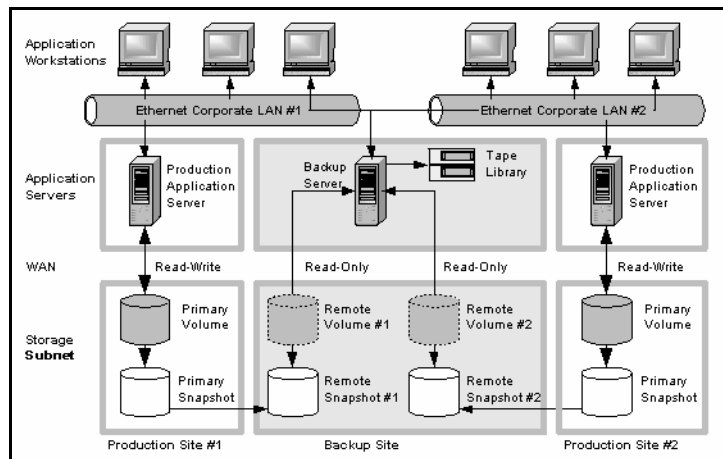 Application
Workstations
Ethernet Corporate LAN #1
Ethernet Corporate LAN #2
Application
Servers
Production
Application
Server
Backup
Server
Tape
Library
Production
Application
Server
WAN
Read-Write
Read-Only
Read-Only
Read-Write
Storage
Subnet
Primary
Volume
Remote
Volume #1
Remote
Volume #2
Primary
Volume
Primary
Snapshot
Remote
Snapshot #1
Remote
Snapshot #2
Primary
Snapshot
Production Site #1
Backup Site
Production Site #2